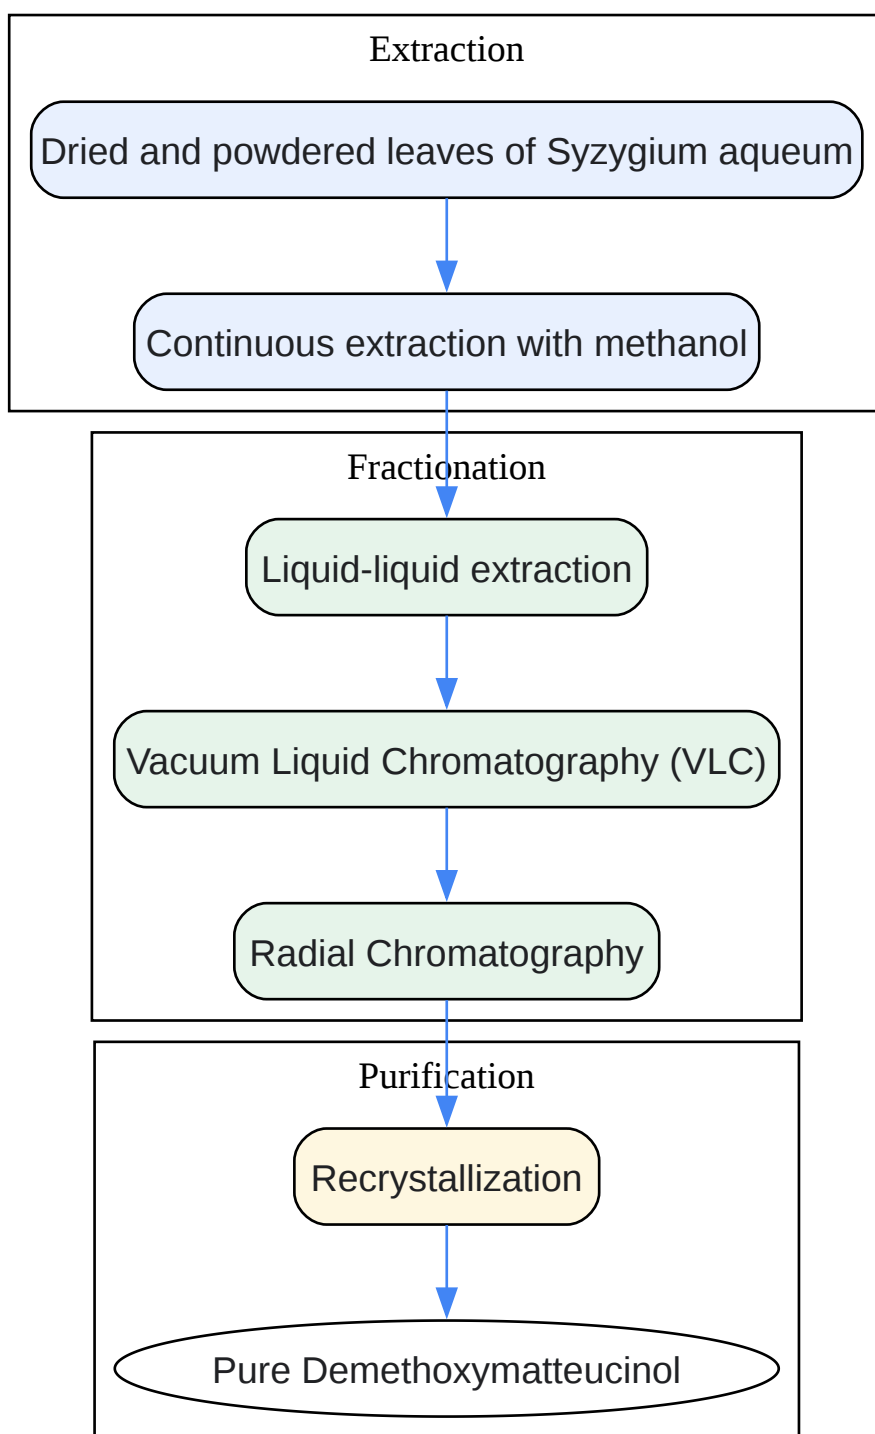 Extraction
Dried and powdered leaves of Syzygium aqueum
Continuous extraction with methanol
Fractionation
Liquid-liquid extraction
Vacuum Liquid Chromatography (VLC)
Radial Chromatography
Purification
Recrystallization
Pure Demethoxymatteucinol